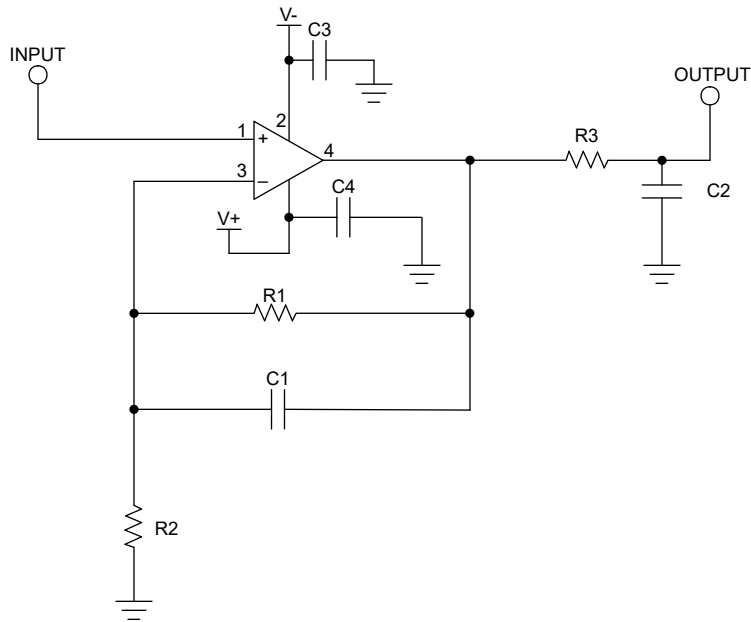 V-
C3
INPUT
OUTPUT
2
R3
1
+
4
3
–
C4
C2
V+
R1
C1
R2